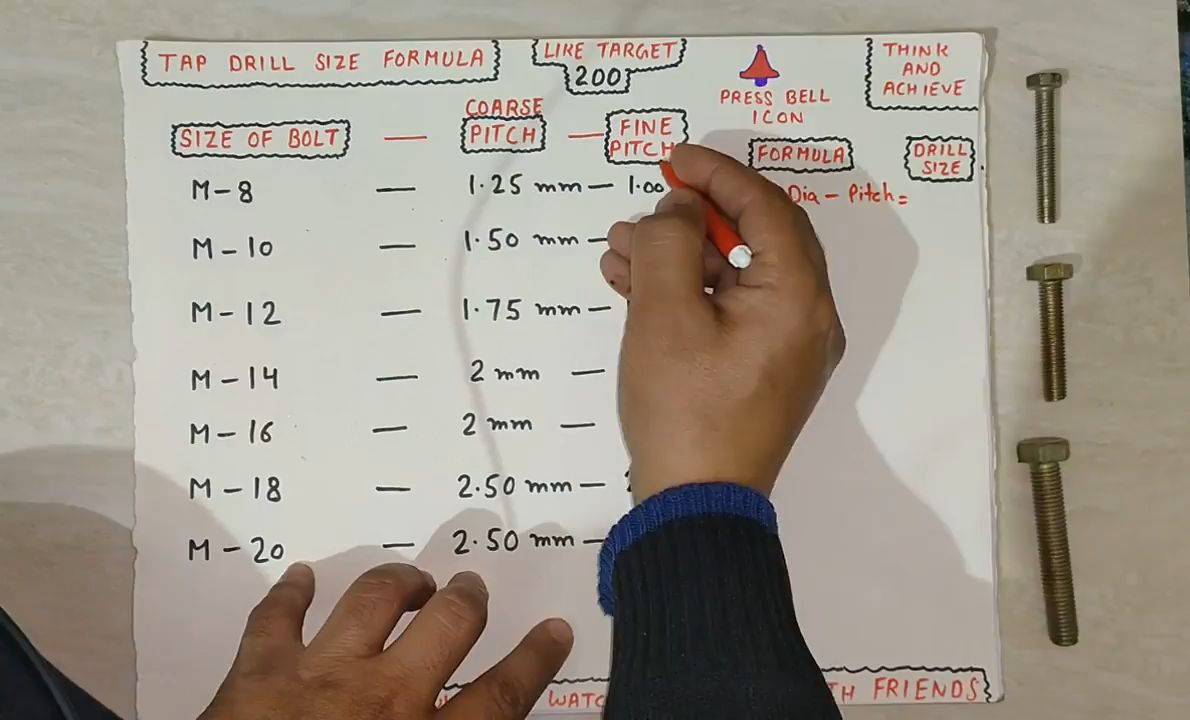 TAP DRILL SIZE FORMULA
LIKE TARGET
200
PRESS BELL
ICON
THINK
AND
ACHIEVE
SIZE OF BOLT —
COARSE
PITCH —
FINE
PITCH
FORMULA
DRILL
SIZE
M-8 — 1.25 mm — 1.00
Dia - Pitch =
M-10 — 1.50 mm —
M-12 — 1.75 mm —
M-14 — 2 mm —
M-16 — 2 mm —
M-18 — 2.50 mm —
M-20 — 2.50 mm —
FRIENDS